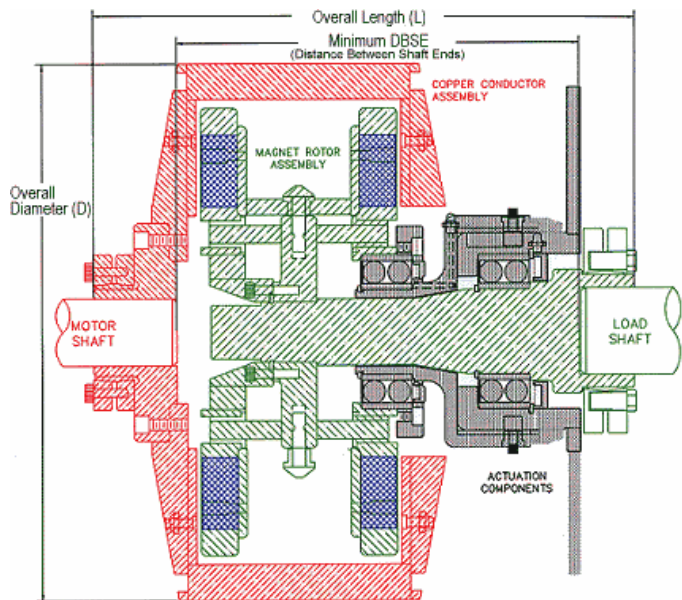 Overall Length (L)
Minimum DBSE
(Distance Between Shaft Ends)
COPPER CONDUCTOR
ASSEMBLY
MAGNET ROTOR
ASSEMBLY
Overall
Diameter (D)
MOTOR
SHAFT
LOAD
SHAFT
ACTUATION
COMPONENTS